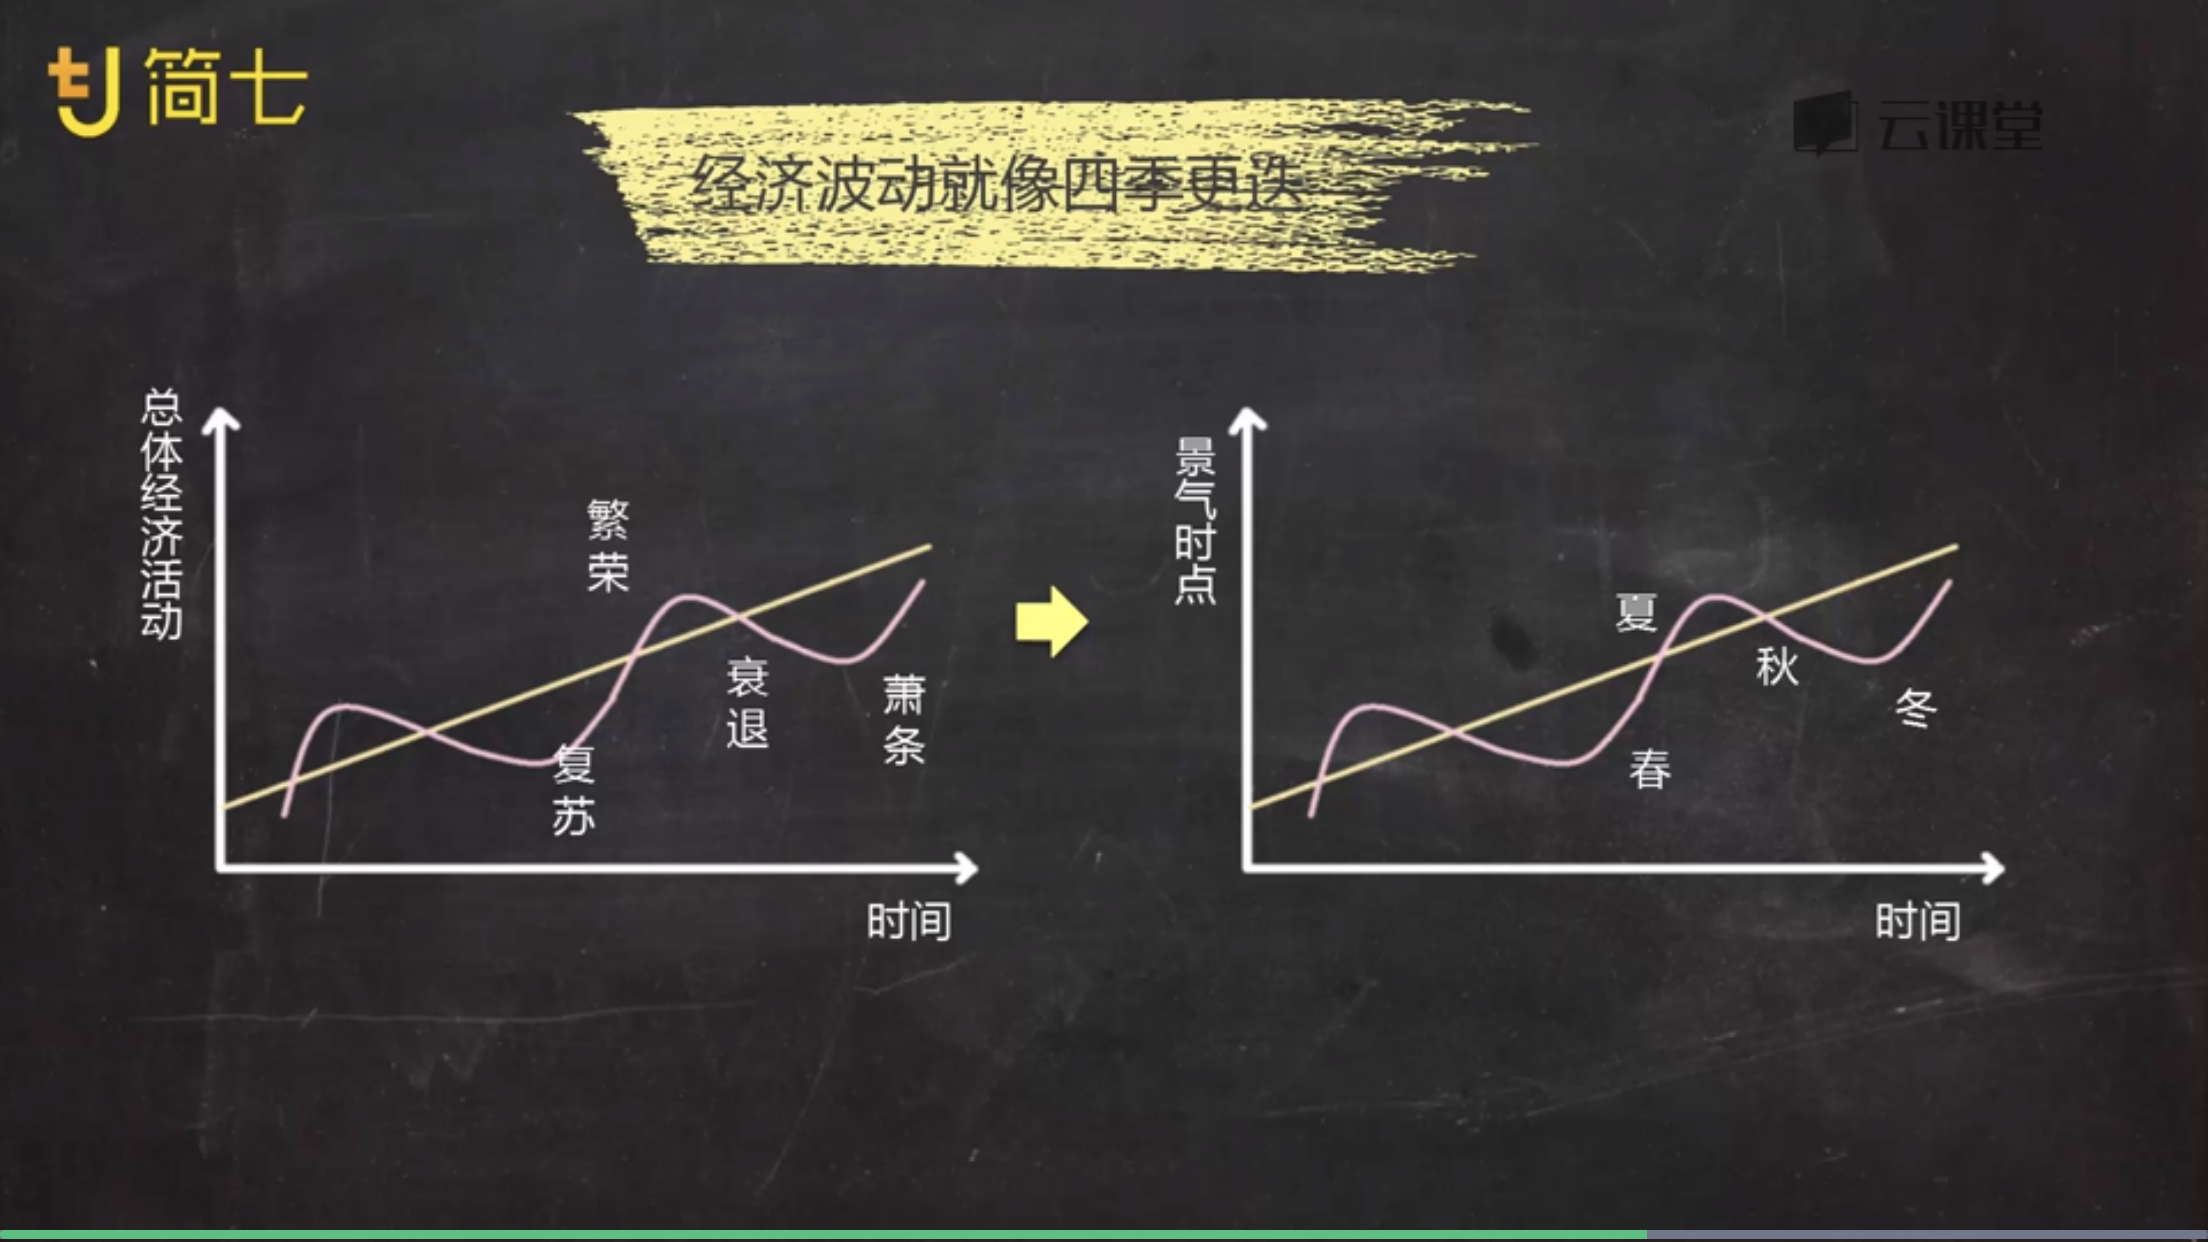 简七
云课堂
经济波动就像四季更迭
总体经济活动
繁荣
衰退
萧条
复苏
时间
景气时点
夏
秋
冬
春
时间